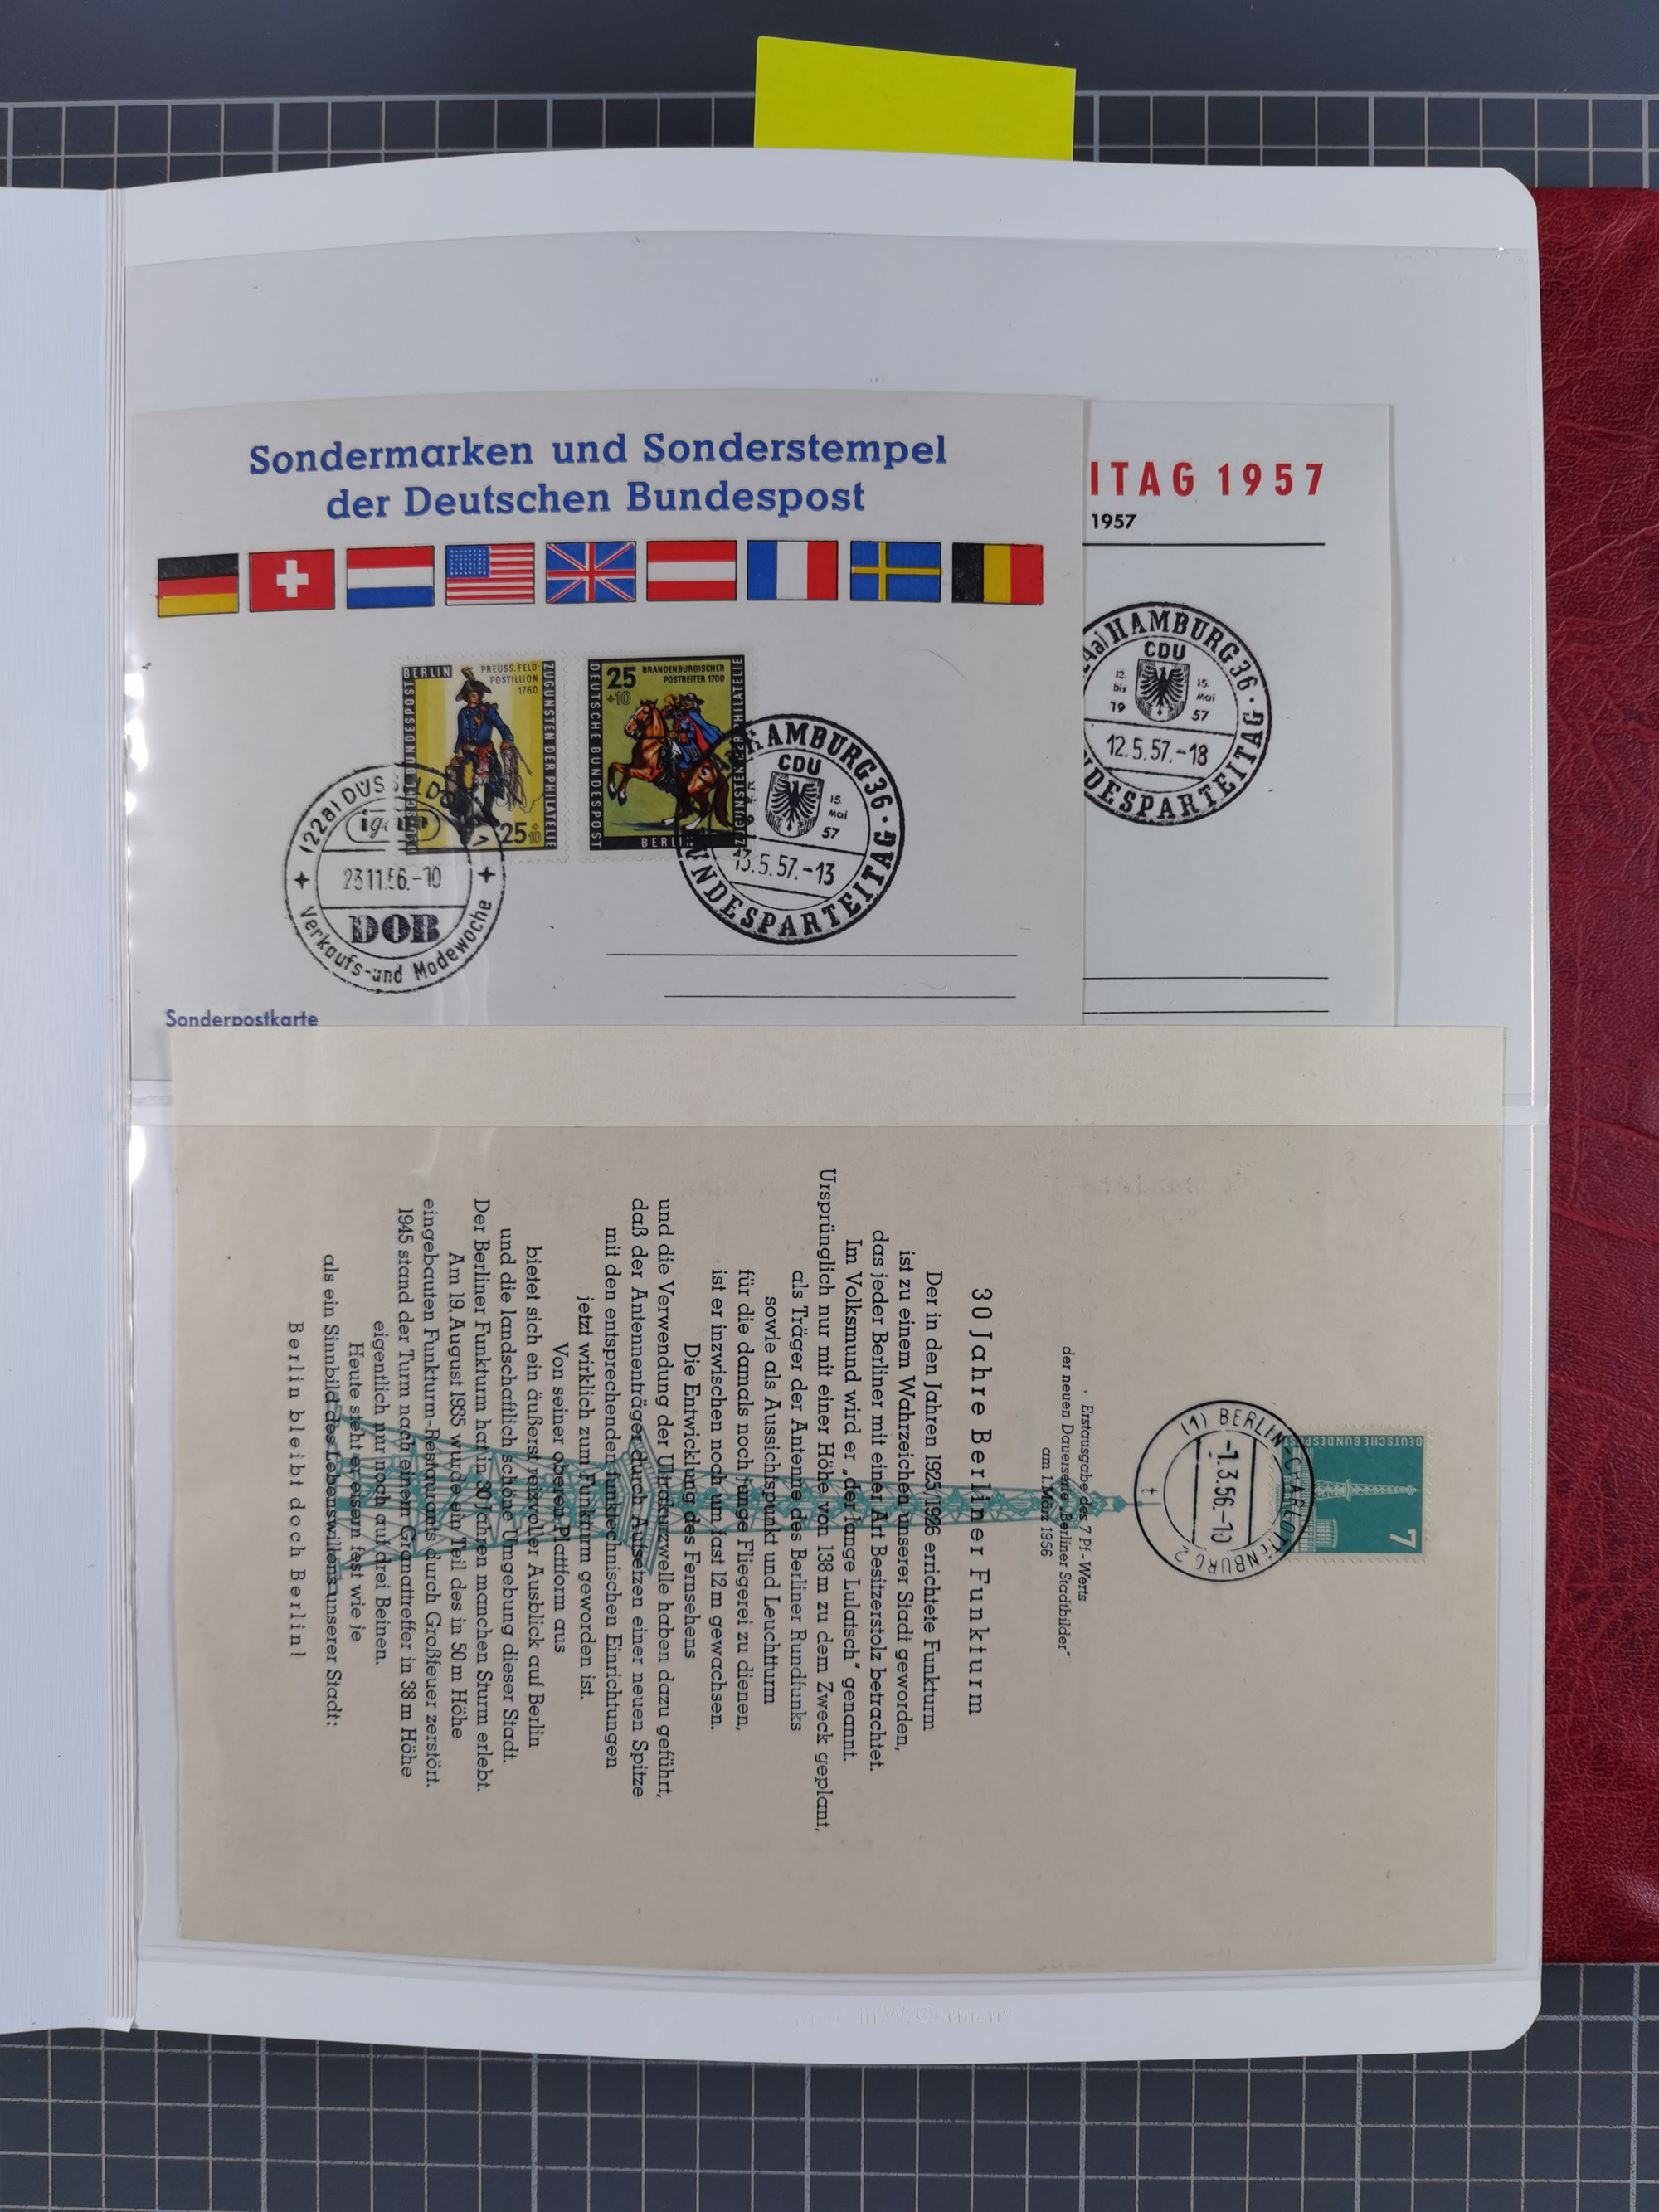 Sondermarken und Sonderstempel
der Deutschen Bundespost
ITAG 1957
1957
BERLIN
PREUSS. FELD-
POSTILLION
1760
ZUGUNSTEN DER PHILATELIE
DEUTSCHE BUNDESPOST
25+10
25
+10
BRANDENBURGISCHER
POSTREITER 1700
DEUTSCHE BUNDESPOST
BERLIN
ZUGUNSTEN DER PHILATELIE
(22a) DÜS
23.11.56.-10
DOB
Verkaufs-und Modewoche
HAMBURG 36
CDU
15.
Mai
57
13.5.57.-13
UNDESPARTEITAG
4a) HAMBURG 36
CDU
12.
bis
19
15.
Mai
57
12.5.57.-18
NDESPARTEITAG
Sonderpostkarte
DEUTSCHE BUNDESPOST
7
(1) BERLIN-CHARLOTTENBURG 2
-1.3.56.-10
t
Erstausgabe des 7 Pf-Werts
der neuen Dauerserie „Berliner Stadtbilder"
am 1. März 1956
30 Jahre Berliner Funkturm
Der in den Jahren 1925/1926 errichtete Funkturm
ist zu einem Wahrzeichen unserer Stadt geworden,
das jeder Berliner mit einer Art Besitzerstolz betrachtet.
Im Volksmund wird er „der lange Lulatsch" genannt.
Ursprünglich nur mit einer Höhe von 138 m zu dem Zweck geplant,
als Träger der Antenne des Berliner Rundfunks
sowie als Aussichtspunkt und Leuchtturm
für die damals noch junge Fliegerei zu dienen,
ist er inzwischen noch um fast 12 m gewachsen.
Die Entwicklung des Fernsehens
und die Verwendung der Ultrakurzwelle haben dazu geführt,
daß der Antennenträger durch Aufsetzen einer neuen Spitze
mit den entsprechenden funktechnischen Einrichtungen
jetzt wirklich zum Funkturm geworden ist.
Von seiner oberen Plattform aus
bietet sich ein äußerst reizvoller Ausblick auf Berlin
und die landschaftlich schöne Umgebung dieser Stadt.
Der Berliner Funkturm hat in 30 Jahren manchen Sturm erlebt.
Am 19. August 1935 wurde ein Teil des in 50 m Höhe
eingebauten Funkturm-Restaurants durch Großfeuer zerstört.
1945 stand der Turm nach einem Granattreffer in 38 m Höhe
eigentlich nur noch auf drei Beinen.
Heute steht er eisern fest wie je
als ein Sinnbild des Lebenswillens unserer Stadt:
Berlin bleibt doch Berlin!
W. Germany